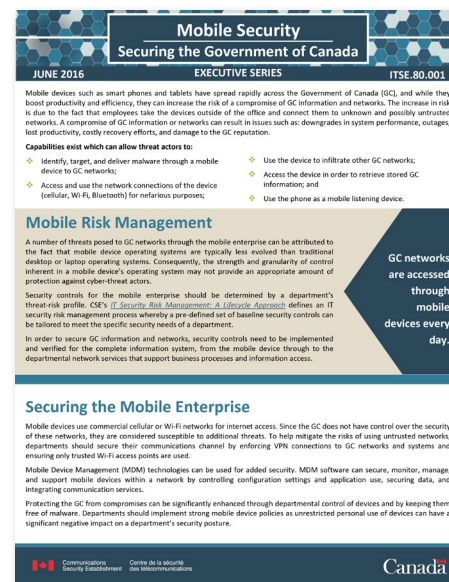 Mobile Security
Securing the Government of Canada
JUNE 2016
EXECUTIVE SERIES
ITSE.80.001
Mobile devices such as smart phones and tablets have spread rapidly across the Government of Canada (GC), and while they
boost productivity and efficiency, they can increase the risk of a compromise of GC information and networks. The increase in risk
is due to the fact that employees take the devices outside of the office and connect them to unknown and possibly untrusted
networks. A compromise of GC information or networks can result in issues such as: downgrades in system performance, outages,
lost productivity, costly recovery efforts, and damage to the GC reputation.
Capabilities exist which can allow threat actors to:
Identify, target, and deliver malware through a mobile
device to GC networks;
Access and use the network connections of the device
(cellular, Wi-Fi, Bluetooth) for nefarious purposes;
Use the device to infiltrate other GC networks;
Access the device in order to retrieve stored GC
information; and
Use the phone as a mobile listening device.
Mobile Risk Management
A number of threats posed to GC networks through the mobile enterprise can be attributed to
the fact that mobile device operating systems are typically less evolved than traditional
desktop or laptop operating systems. Consequently, the strength and granularity of control
inherent in a mobile device's operating system may not provide an appropriate amount of
protection against cyber-threat actors.
Security controls for the mobile enterprise should be determined by a department's
threat-risk profile. CSE's IT Security Risk Management: A Lifecycle Approach defines an IT
security risk management process whereby a pre-defined set of baseline security controls can
be tailored to meet the specific security needs of a department.
In order to secure GC information and networks, security controls need to be implemented
and verified for the complete information system, from the mobile device through to the
departmental network services that support business processes and information access.
GC networks
are accessed
through
mobile
devices every
day.
Securing the Mobile Enterprise
Mobile devices use commercial cellular or Wi-Fi networks for internet access. Since the GC does not have control over the security
of these networks, they are considered susceptible to additional threats. To help mitigate the risks of using untrusted networks,
departments should secure their communications channel by enforcing VPN connections to GC networks and systems and
ensuring only trusted Wi-Fi access points are used.
Mobile Device Management (MDM) technologies can be used for added security. MDM software can secure, monitor, manage,
and support mobile devices within a network by controlling configuration settings and application use, securing data, and
integrating communication services.
Protecting the GC from compromises can be significantly enhanced through departmental control of devices and by keeping them
free of malware. Departments should implement strong mobile device policies as unrestricted personal use of devices can have a
significant negative impact on a department's security posture.
Communications Centre de la sécurité
Security Establishment des télécommunications
Canada